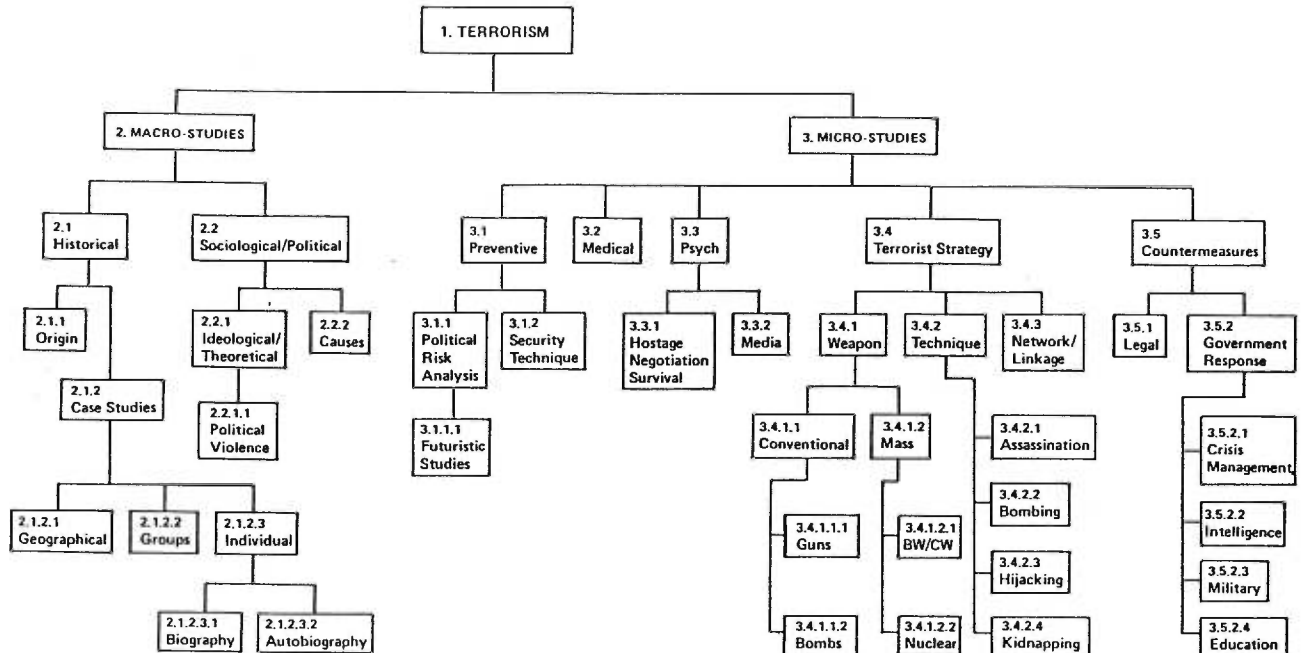 1. TERRORISM
2. MACRO-STUDIES
3. MICRO-STUDIES
2.1
Historical
2.2
Sociological/Political
3.1
Preventive
3.2
Medical
3.3
Psych
3.4
Terrorist Strategy
3.5
Countermeasures
2.1.1
Origin
2.2.1
Ideological/
Theoretical
2.2.2
Causes
3.1.1
Political
Risk
Analysis
3.1.2
Security
Technique
3.3.1
Hostage
Negotiation
Survival
3.3.2
Media
3.4.1
Weapon
3.4.2
Technique
3.4.3
Network/
Linkage
3.5.1
Legal
3.5.2
Government
Response
2.1.2
Case Studies
2.2.1.1
Political
Violence
3.1.1.1
Futuristic
Studies
3.4.1.1
Conventional
3.4.1.2
Mass
3.4.2.1
Assassination
3.5.2.1
Crisis
Management
2.1.2.1
Geographical
2.1.2.2
Groups
2.1.2.3
Individual
3.4.1.1.1
Guns
3.4.1.2.1
BW/CW
3.4.2.2
Bombing
3.5.2.2
Intelligence
3.4.2.3
Hijacking
3.5.2.3
Military
2.1.2.3.1
Biography
2.1.2.3.2
Autobiography
3.4.1.1.2
Bombs
3.4.1.2.2
Nuclear
3.4.2.4
Kidnapping
3.5.2.4
Education